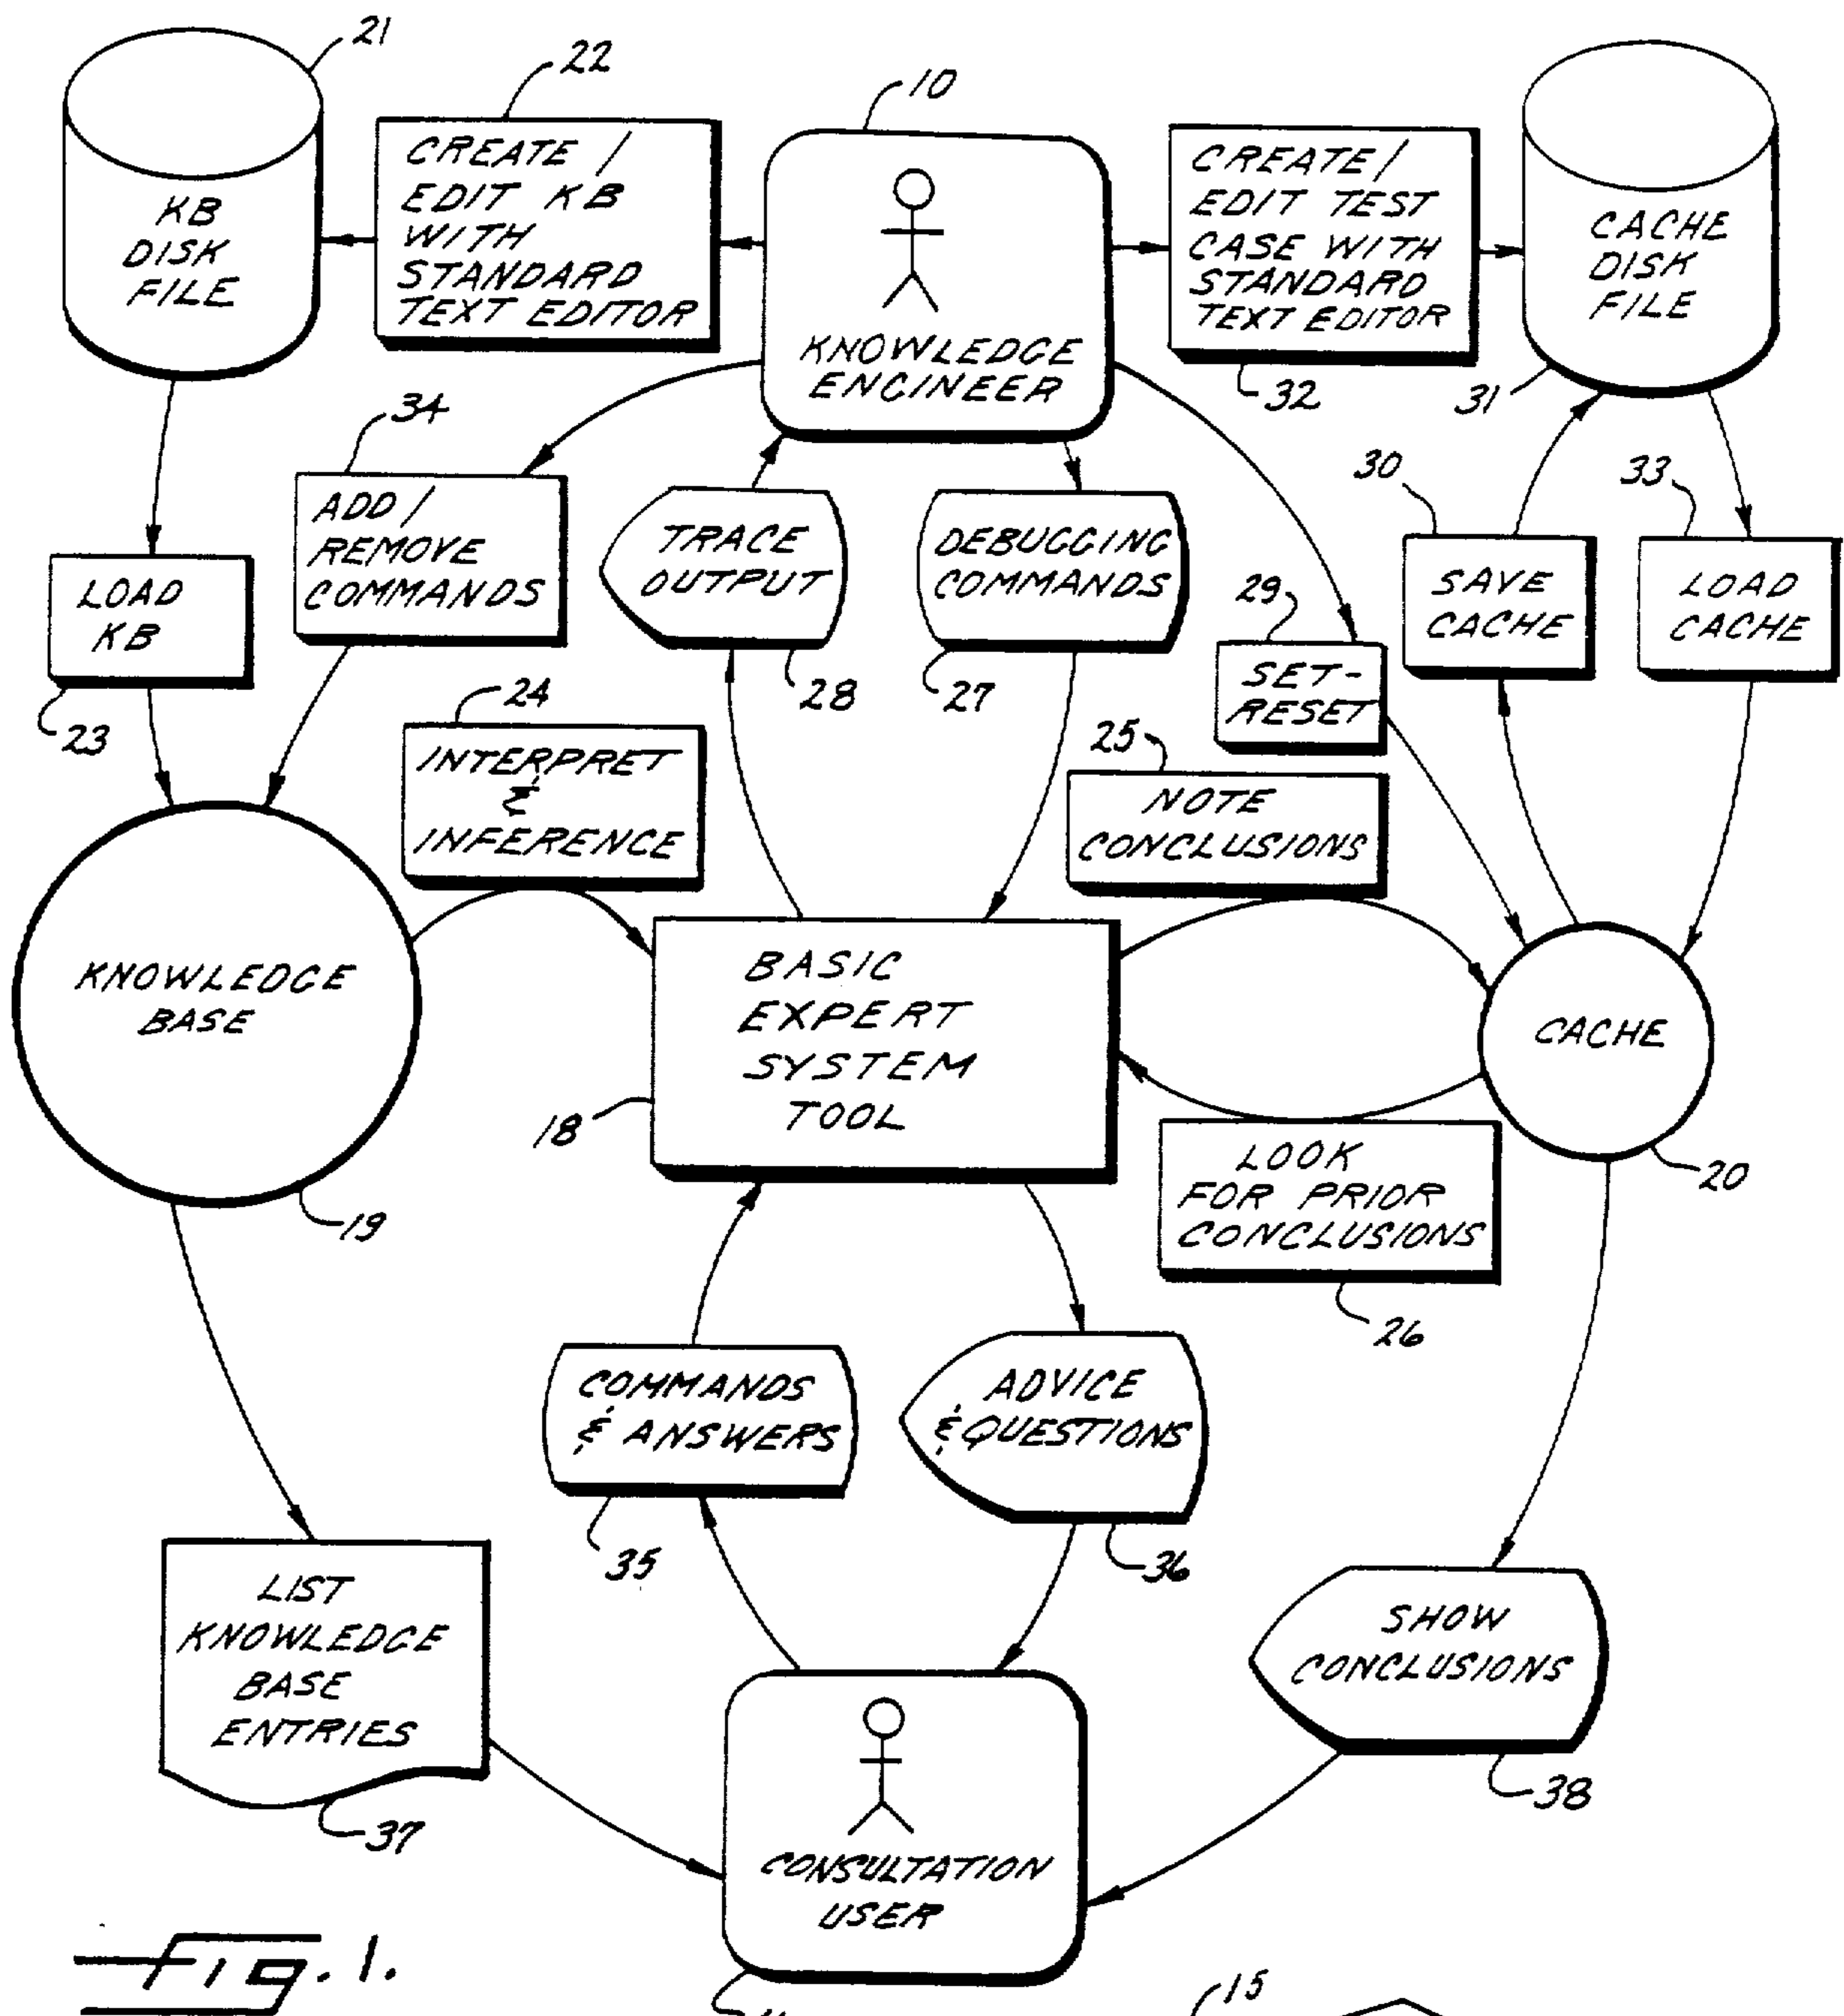 21
22
10
KB
DISK
FILE
CREATE /
EDIT KB
WITH
STANDARD
TEXT EDITOR
KNOWLEDGE
ENGINEER
CREATE /
EDIT TEST
CASE WITH
STANDARD
TEXT EDITOR
32
CACHE
DISK
FILE
31
34
ADD /
REMOVE
COMMANDS
TRACE
OUTPUT
28
DEBUGGING
COMMANDS
27
30
33
LOAD
KB
23
29
SET-
RESET
SAVE
CACHE
LOAD
CACHE
24
INTERPRET
&
INFERENCE
25
NOTE
CONCLUSIONS
KNOWLEDGE
BASE
19
BASIC
EXPERT
SYSTEM
TOOL
18
CACHE
20
LOOK
FOR PRIOR
CONCLUSIONS
26
COMMANDS
& ANSWERS
35
ADVICE
& QUESTIONS
36
LIST
KNOWLEDGE
BASE
ENTRIES
37
SHOW
CONCLUSIONS
38
CONSULTATION
USER
Fig. 1.
15